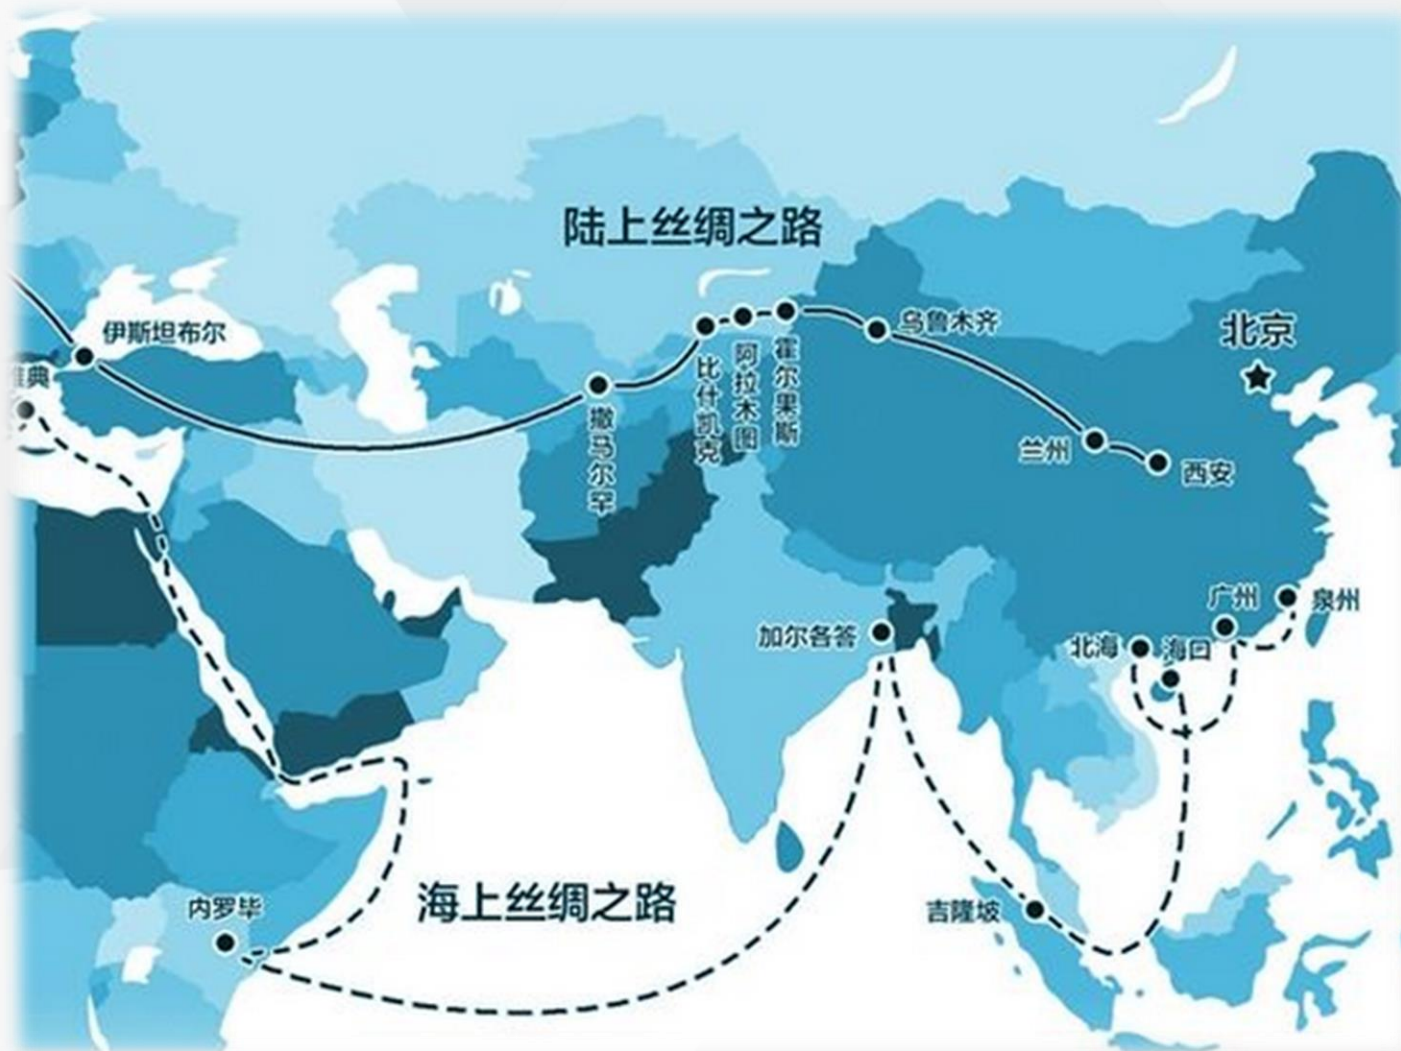 陆上丝绸之路
伊斯坦布尔
乌鲁木齐
北京
雅典
霍尔果斯
阿拉木图
比什凯克
撒马尔罕
兰州
西安
广州
泉州
加尔各答
北海
海口
内罗毕
海上丝绸之路
吉隆坡